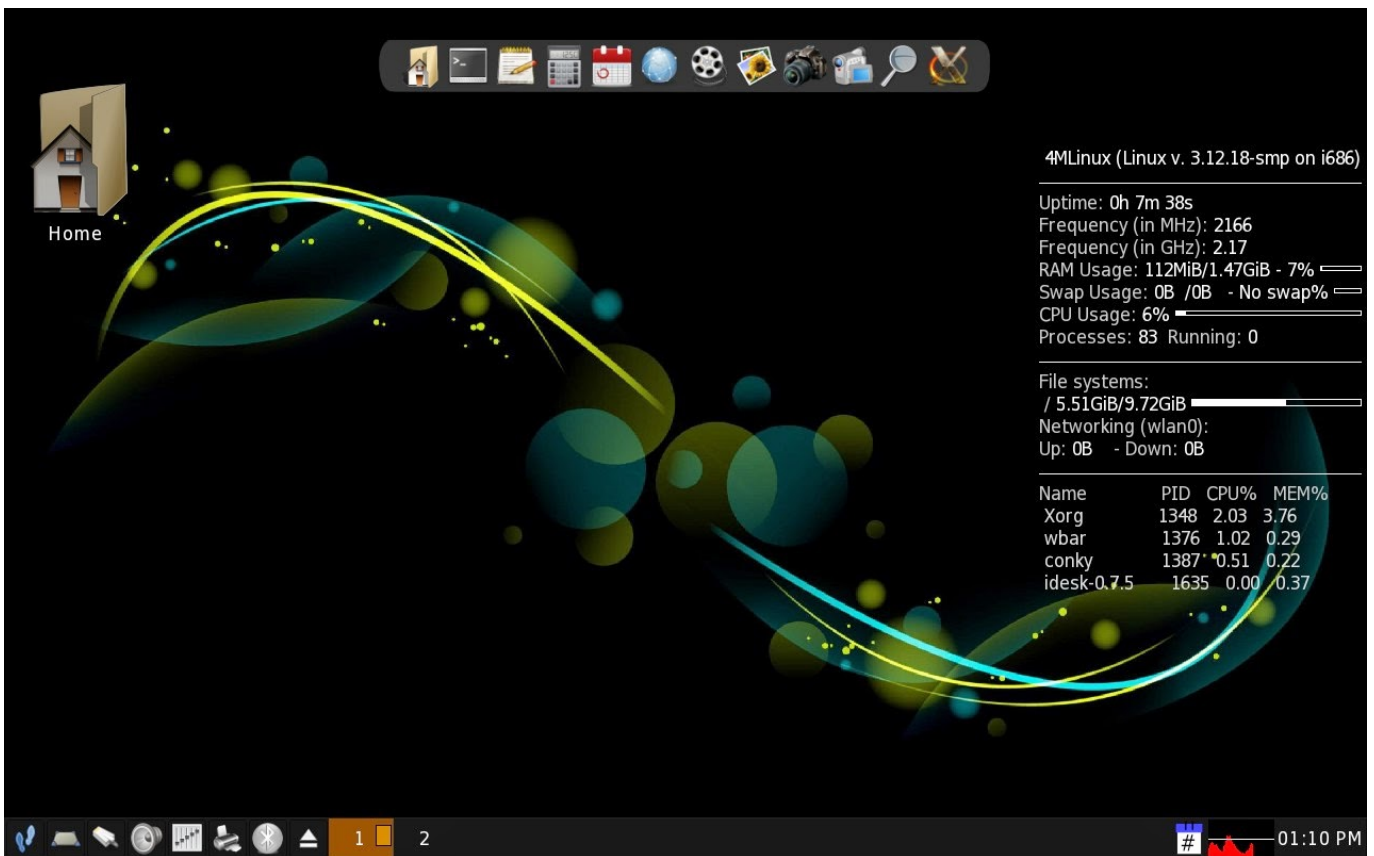 Home
4MLinux (Linux v. 3.12.18-smp on i686)
Uptime: 0h 7m 38s
Frequency (in MHz): 2166
Frequency (in GHz): 2.17
RAM Usage: 112MiB/1.47GiB - 7%
Swap Usage: 0B /0B - No swap%
CPU Usage: 6%
Processes: 83 Running: 0
File systems:
/ 5.51GiB/9.72GiB
Networking (wlan0):
Up: 0B - Down: 0B
Name PID CPU% MEM%
Xorg 1348 2.03 3.76
wbar 1376 1.02 0.29
conky 1387 0.51 0.22
idesk-0.7.5 1635 0.00 0.37
1 2 # 01:10 PM